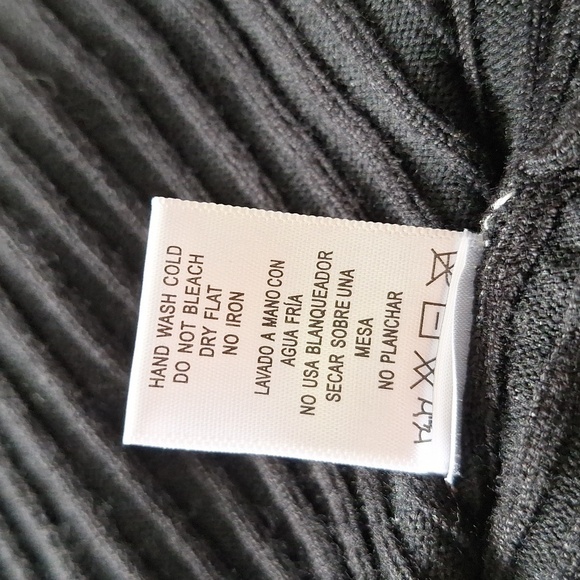 HAND WASH COLD
DO NOT BLEACH
DRY FLAT
NO IRON
LAVADO A MANO CON
AGUA FRÍA
NO USA BLANQUEADOR
SECAR SOBRE UNA
MESA
NO PLANCHAR